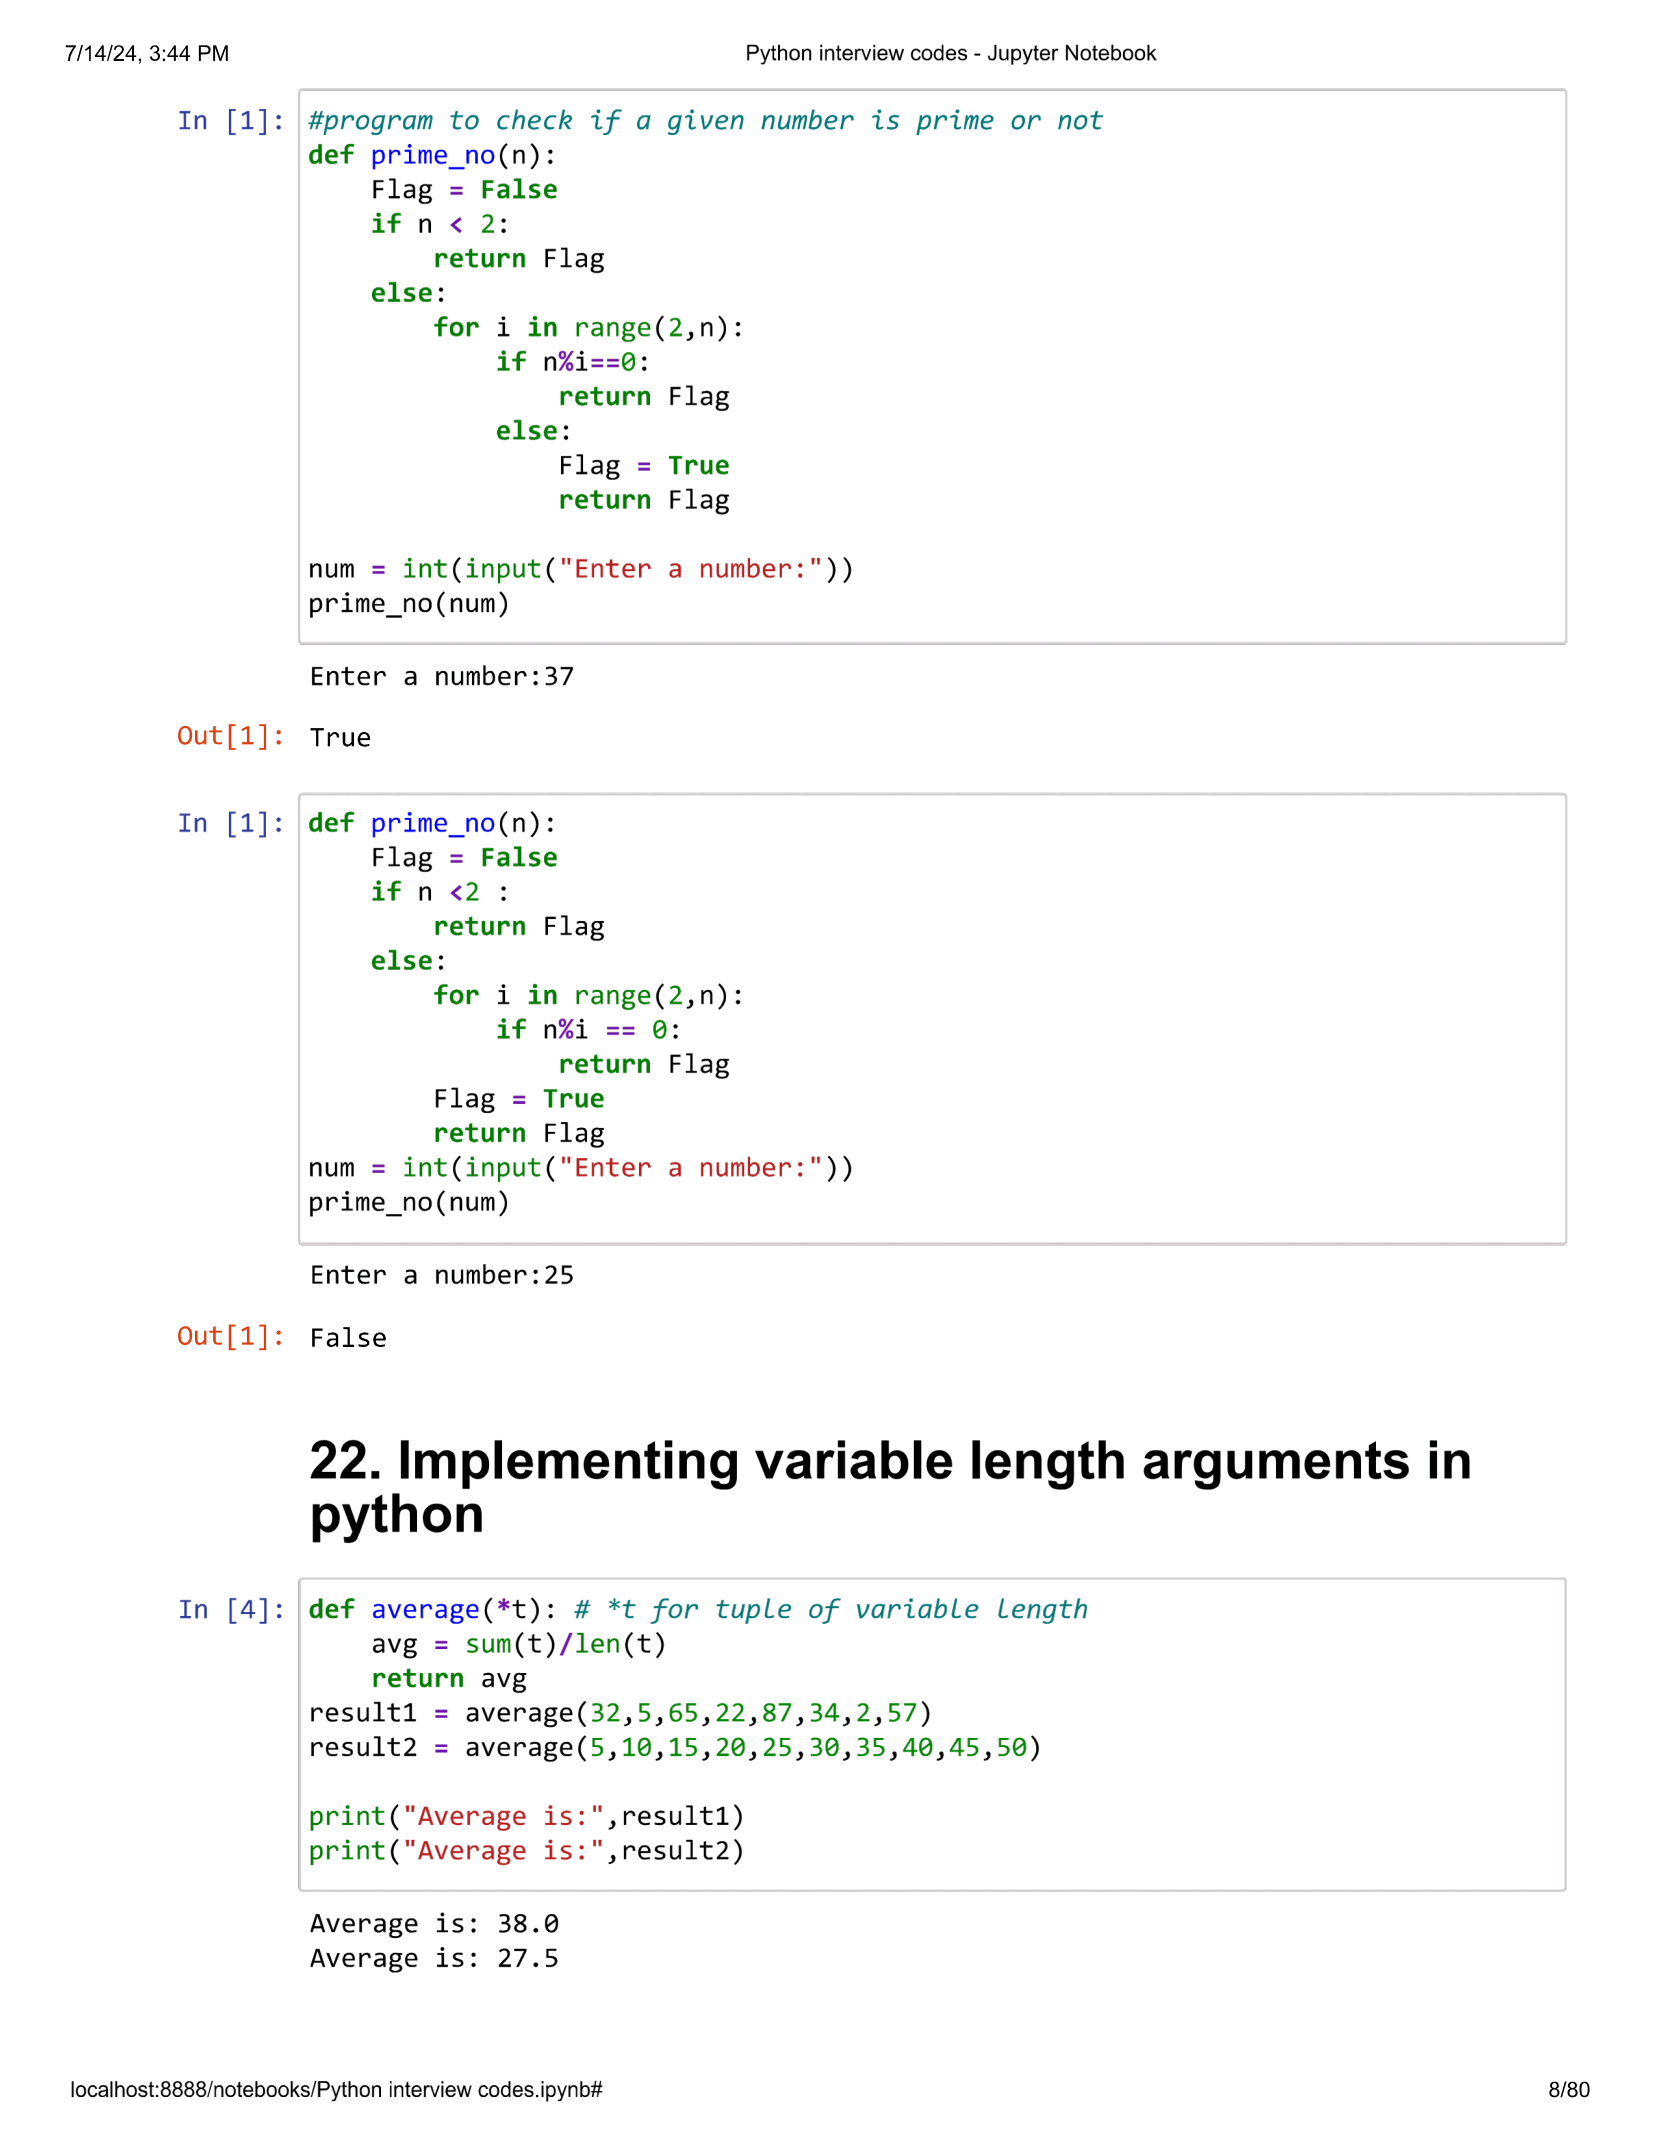 7/14/24, 3:44 PM
Python interview codes - Jupyter Notebook
In [1]: #program to check if a given number is prime or not
def prime_no(n):
    Flag = False
    if n < 2:
        return Flag
    else:
        for i in range(2,n):
            if n%i==0:
                return Flag
            else:
                Flag = True
                return Flag
num = int(input("Enter a number:"))
prime_no(num)
Enter a number:37
Out[1]: True
In [1]: def prime_no(n):
    Flag = False
    if n <2 :
        return Flag
    else:
        for i in range(2,n):
            if n%i == 0:
                return Flag
        Flag = True
        return Flag
num = int(input("Enter a number:"))
prime_no(num)
Enter a number:25
Out[1]: False
22. Implementing variable length arguments in
python
In [4]: def average(*t): # *t for tuple of variable length
    avg = sum(t)/len(t)
    return avg
result1 = average(32,5,65,22,87,34,2,57)
result2 = average(5,10,15,20,25,30,35,40,45,50)
print("Average is:",result1)
print("Average is:",result2)
Average is: 38.0
Average is: 27.5
localhost:8888/notebooks/Python interview codes.ipynb#
8/80